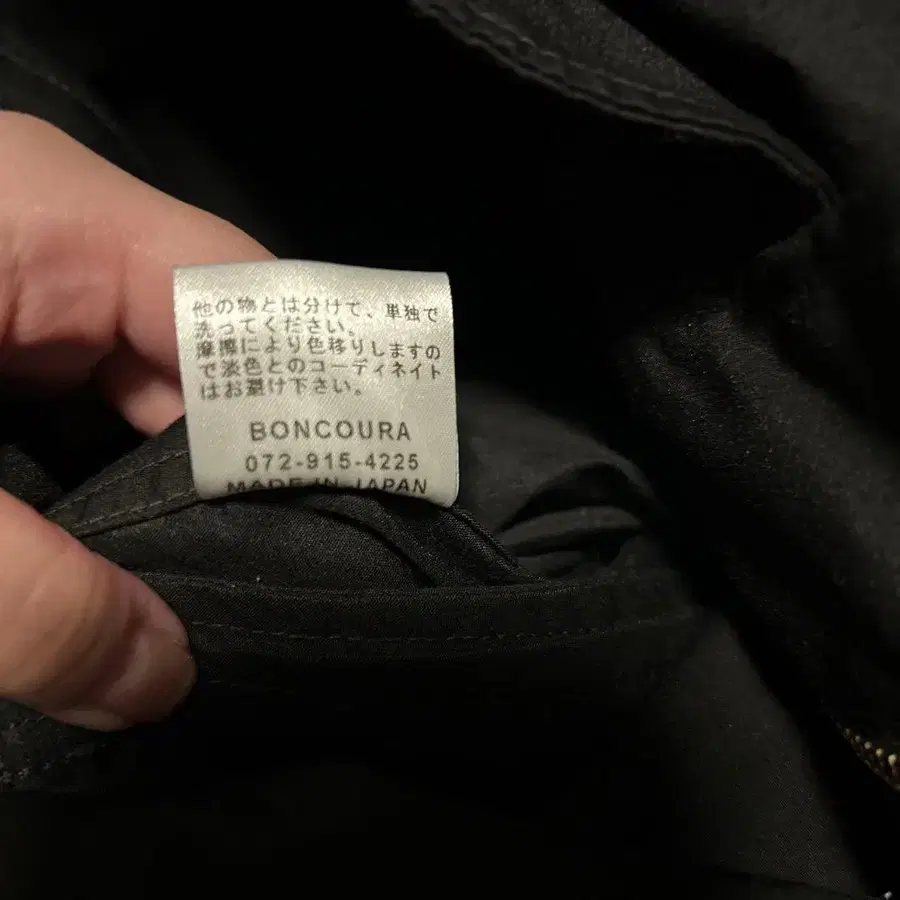 他の物とは分けて、単独で
洗ってください。
摩擦により色移りしますの
で淡色とのコーディネイト
はお避け下さい。
BONCOURA
072-915-4225
MADE IN JAPAN